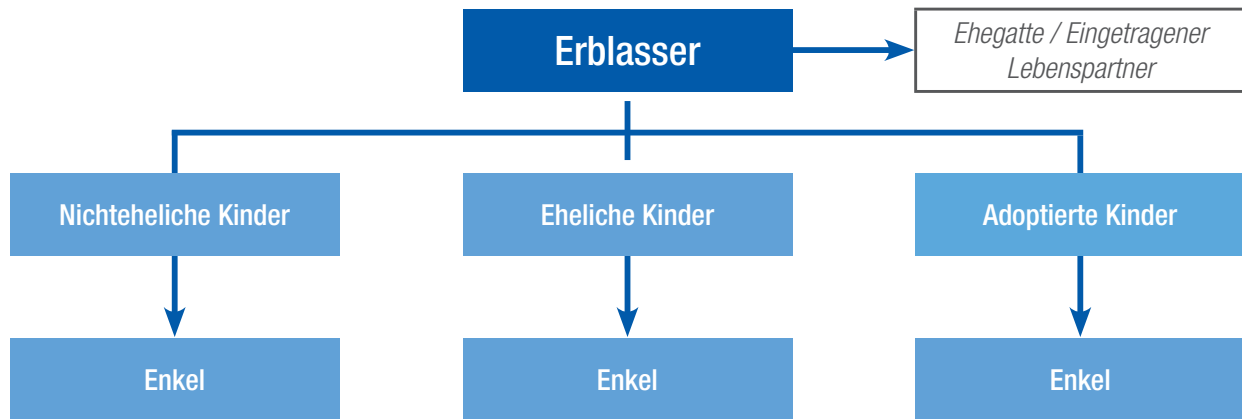 Erblasser
Ehegatte / Eingetragener
Lebenspartner
Nichteheliche Kinder
Eheliche Kinder
Adoptierte Kinder
Enkel
Enkel
Enkel